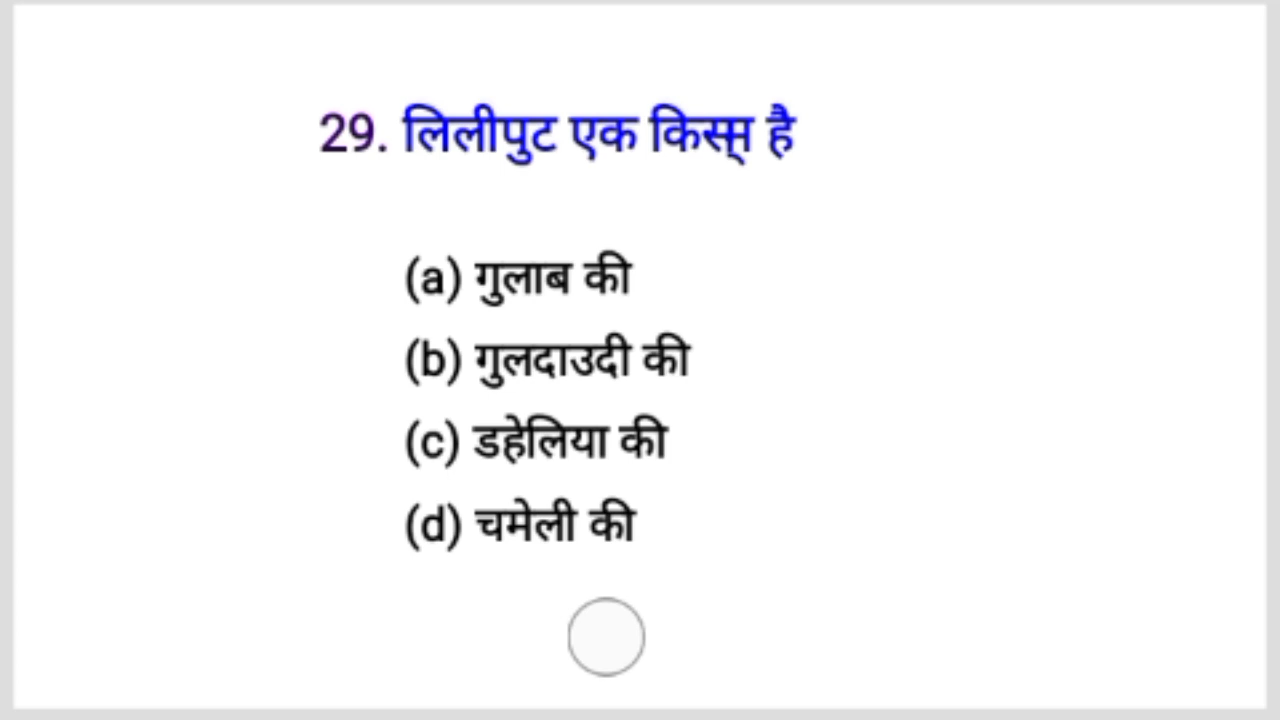 29. लिलीपुट एक किस्म् है
(a) गुलाब की
(b) गुलदाउदी की
(c) डहेलिया की
(d) चमेली की